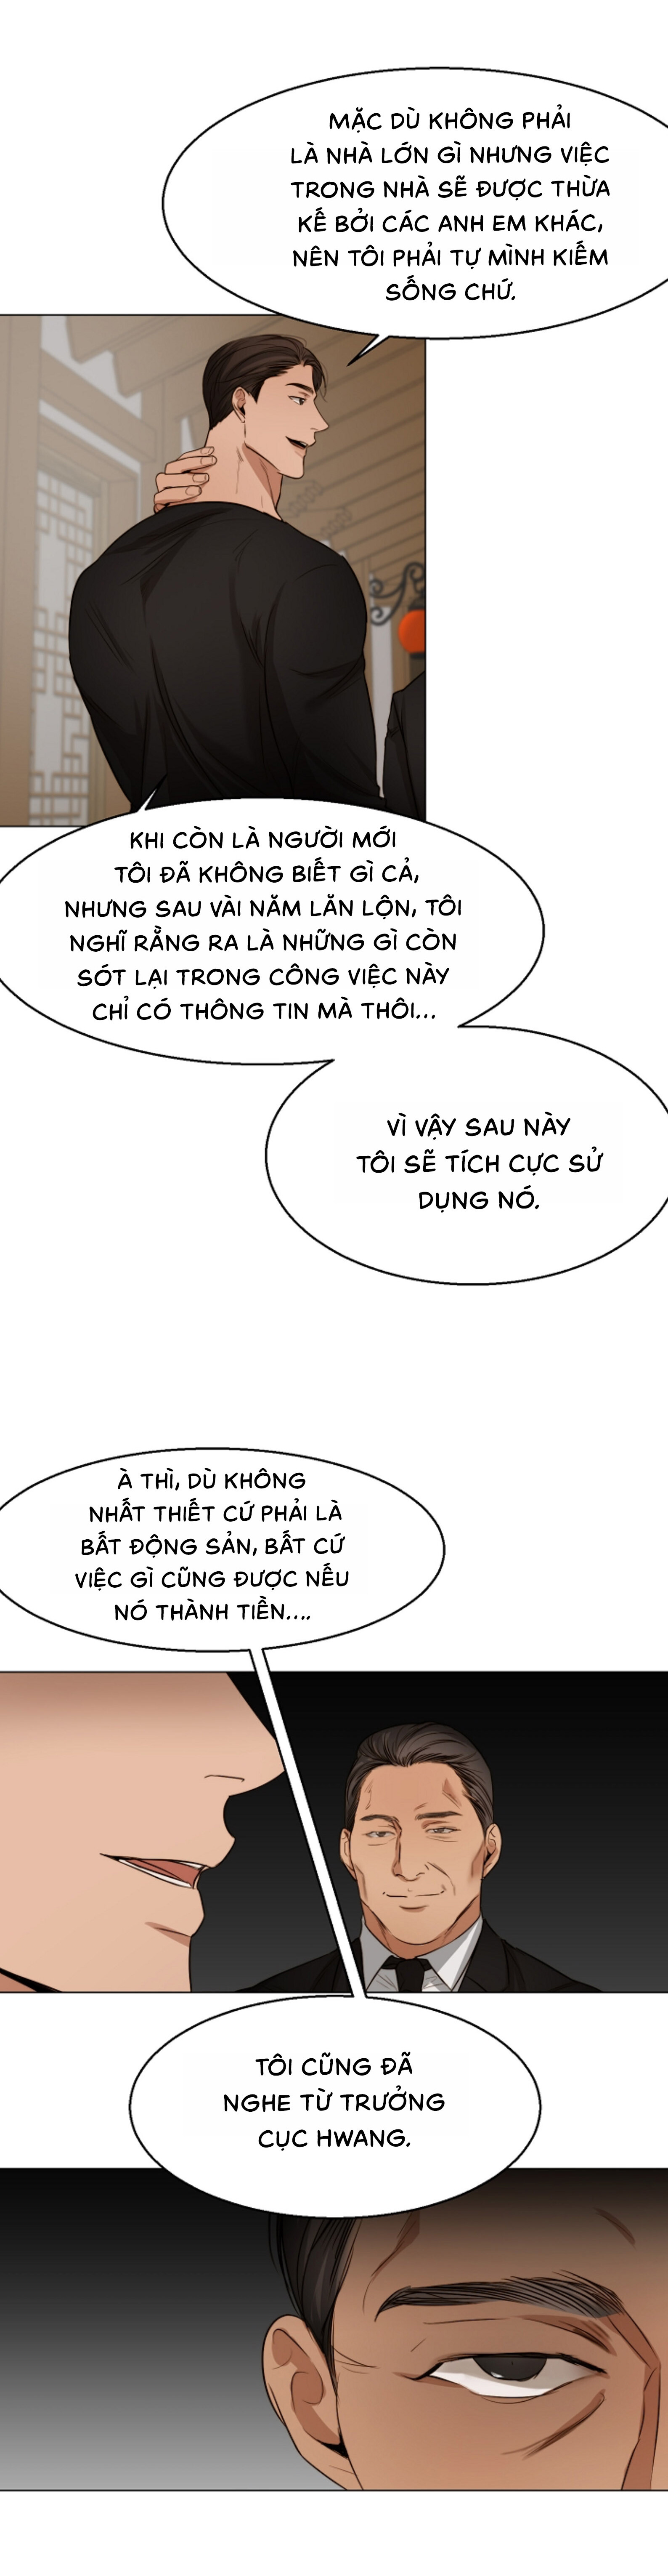 MẶC DÙ KHÔNG PHẢI
LÀ NHÀ LỚN GÌ NHƯNG VIỆC
TRONG NHÀ SẼ ĐƯỢC THỪA
KẾ BỞI CÁC ANH EM KHÁC,
NÊN TÔI PHẢI TỰ MÌNH KIẾM
SỐNG CHỨ.
KHI CÒN LÀ NGƯỜI MỚI
TÔI ĐÃ KHÔNG BIẾT GÌ CẢ,
NHƯNG SAU VÀI NĂM LĂN LỘN, TÔI
NGHĨ RẰNG RA LÀ NHỮNG GÌ CÒN
SÓT LẠI TRONG CÔNG VIỆC NÀY
CHỈ CÓ THÔNG TIN MÀ THÔI...
VÌ VẬY SAU NÀY
TÔI SẼ TÍCH CỰC SỬ
DỤNG NÓ.
À THÌ, DÙ KHÔNG
NHẤT THIẾT CỨ PHẢI LÀ
BẤT ĐỘNG SẢN, BẤT CỨ
VIỆC GÌ CŨNG ĐƯỢC NẾU
NÓ THÀNH TIỀN....
TÔI CŨNG ĐÃ
NGHE TỪ TRƯỞNG
CỤC HWANG.